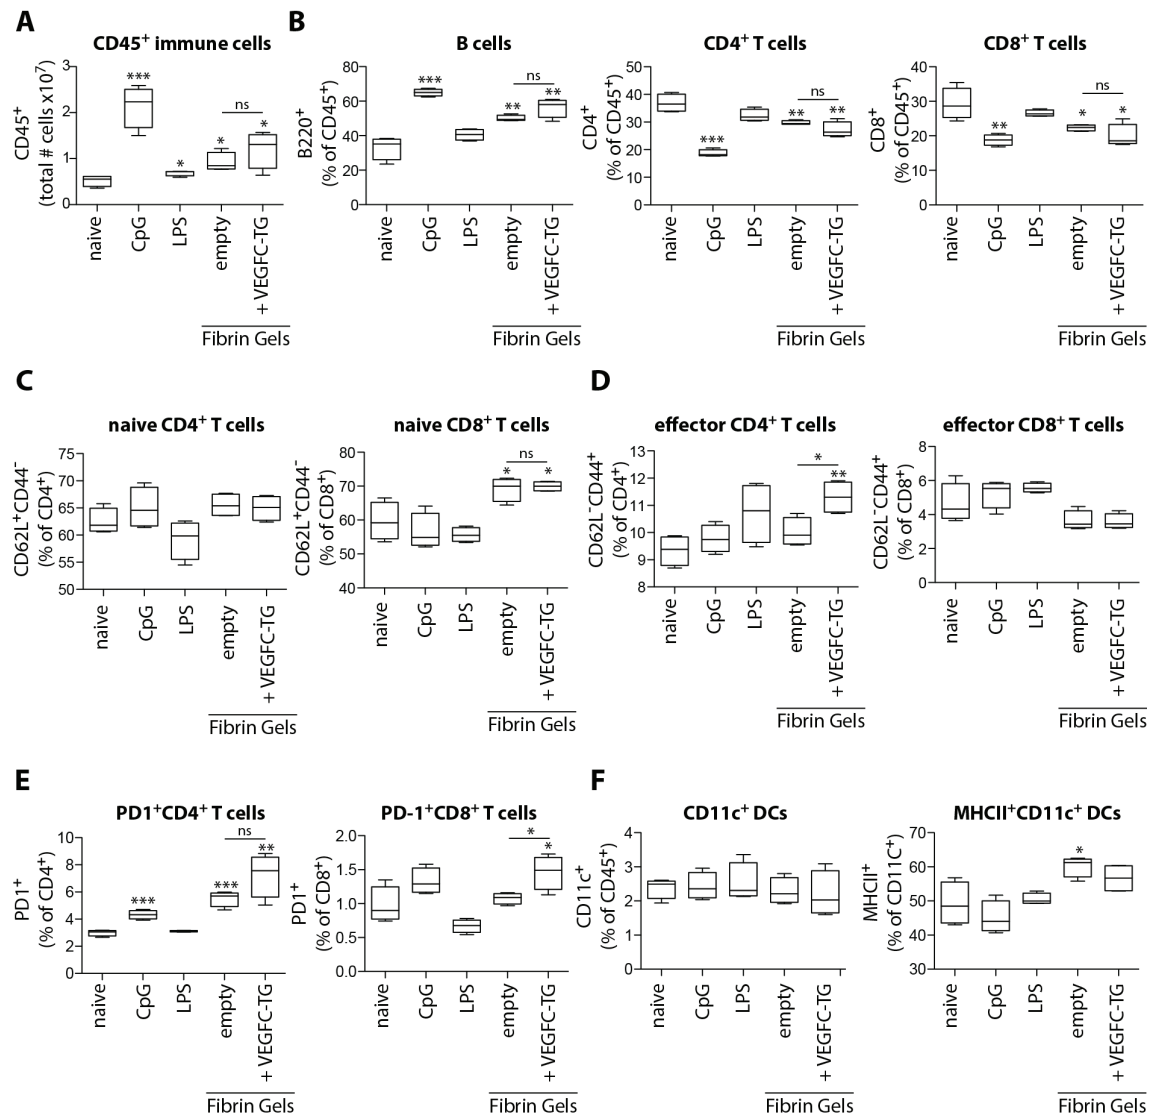 A
CD45⁺ immune cells
CD45⁺
(total # cells x10⁷)
3
2
1
0
***
*
*
*
ns
naive
CpG
LPS
empty
+ VEGFC-TG
Fibrin Gels
B
B cells
B220⁺
(% of CD45⁺)
80
60
40
20
0
***
**
**
ns
naive
CpG
LPS
empty
+ VEGFC-TG
Fibrin Gels
CD4⁺ T cells
CD4⁺
(% of CD45⁺)
50
40
30
20
10
0
***
**
**
ns
naive
CpG
LPS
empty
+ VEGFC-TG
Fibrin Gels
CD8⁺ T cells
CD8⁺
(% of CD45⁺)
40
30
20
10
0
**
*
*
ns
naive
CpG
LPS
empty
+ VEGFC-TG
Fibrin Gels
C
naive CD4⁺ T cells
CD62L⁺CD44⁻
(% of CD4⁺)
75
70
65
60
55
50
naive
CpG
LPS
empty
+ VEGFC-TG
Fibrin Gels
naive CD8⁺ T cells
CD62L⁺CD44⁻
(% of CD8⁺)
80
70
60
50
40
*
*
ns
naive
CpG
LPS
empty
+ VEGFC-TG
Fibrin Gels
D
effector CD4⁺ T cells
CD62L⁻CD44⁺
(% of CD4⁺)
13
12
11
10
9
8
*
**
naive
CpG
LPS
empty
+ VEGFC-TG
Fibrin Gels
effector CD8⁺ T cells
CD62L⁻CD44⁺
(% of CD8⁺)
8
6
4
2
0
naive
CpG
LPS
empty
+ VEGFC-TG
Fibrin Gels
E
PD1⁺CD4⁺ T cells
PD1⁺
(% of CD4⁺)
10
8
6
4
2
0
***
***
**
ns
naive
CpG
LPS
empty
+ VEGFC-TG
Fibrin Gels
PD-1⁺CD8⁺ T cells
PD1⁺
(% of CD8⁺)
2.0
1.5
1.0
0.5
0.0
*
*
naive
CpG
LPS
empty
+ VEGFC-TG
Fibrin Gels
F
CD11c⁺ DCs
CD11c⁺
(% of CD45⁺)
4
3
2
1
0
naive
CpG
LPS
empty
+ VEGFC-TG
Fibrin Gels
MHCII⁺CD11c⁺ DCs
MHCII⁺
(% of CD11C⁺)
70
60
50
40
30
*
naive
CpG
LPS
empty
+ VEGFC-TG
Fibrin Gels